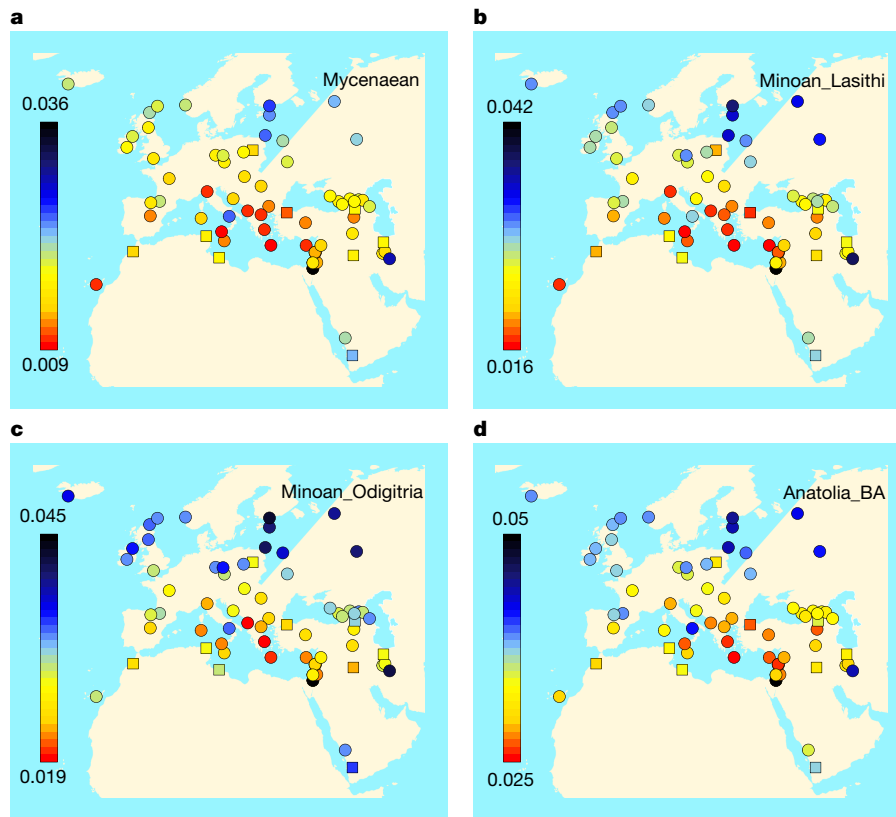 a
Mycenaean
0.036
0.009
b
Minoan_Lasithi
0.042
0.016
c
Minoan_Odigitria
0.045
0.019
d
Anatolia_BA
0.05
0.025